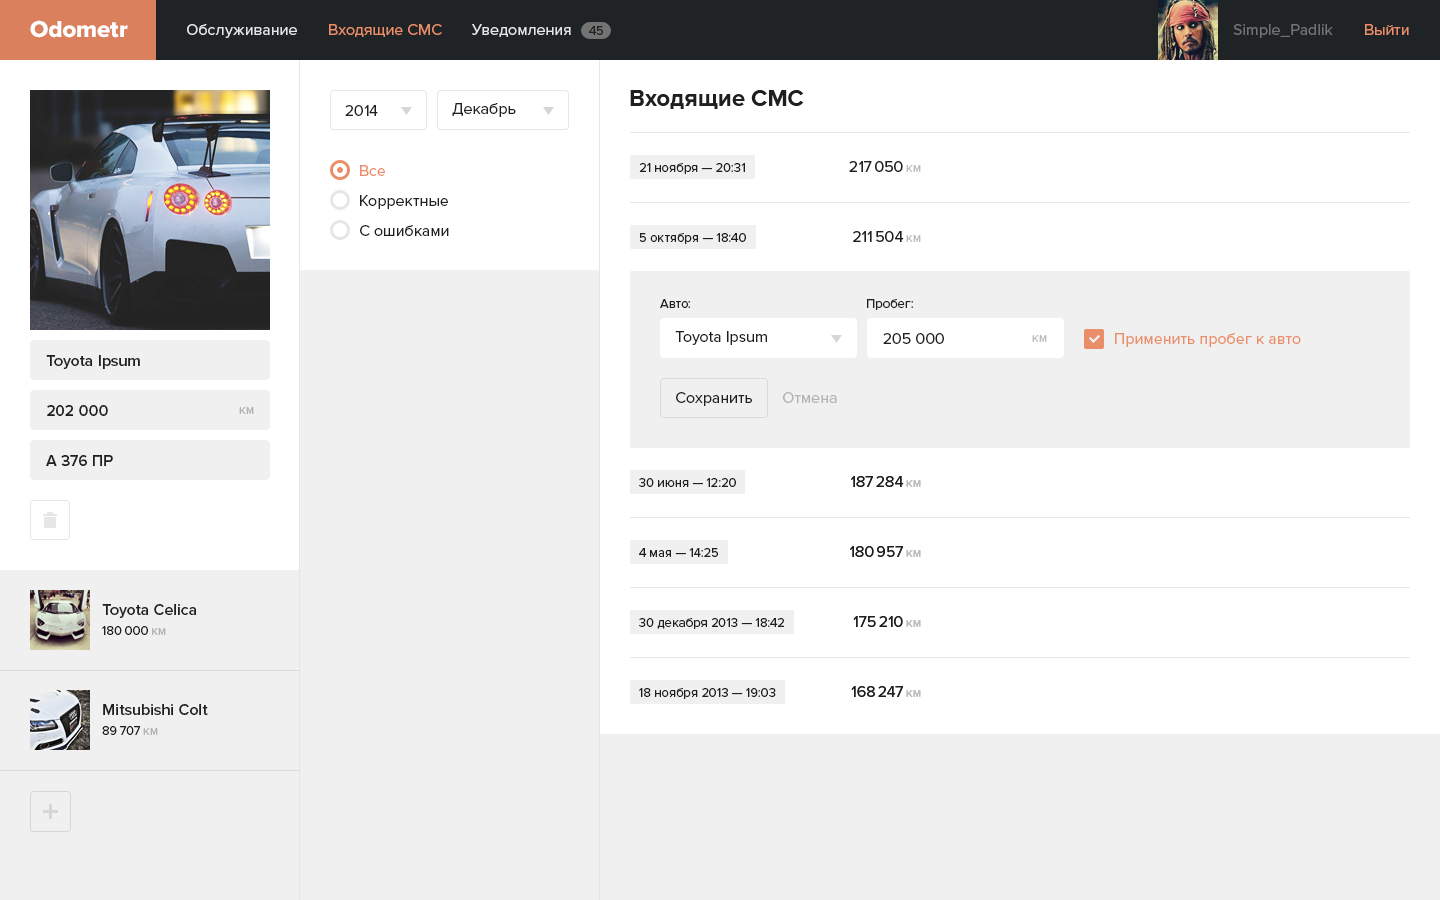 Odometr
Обслуживание
Входящие СМС
Уведомления 45
Simple_Padlik
Выйти
Toyota Ipsum
202 000 км
А 376 ПР
Toyota Celica
180 000 км
Mitsubishi Colt
89 707 км
2014
Декабрь
Все
Корректные
С ошибками
Входящие СМС
21 ноября — 20:31 217 050 км
5 октября — 18:40 211 504 км
Авто: Пробег:
Toyota Ipsum 205 000 км Применить пробег к авто
Сохранить Отмена
30 июня — 12:20 187 284 км
4 мая — 14:25 180 957 км
30 декабря 2013 — 18:42 175 210 км
18 ноября 2013 — 19:03 168 247 км